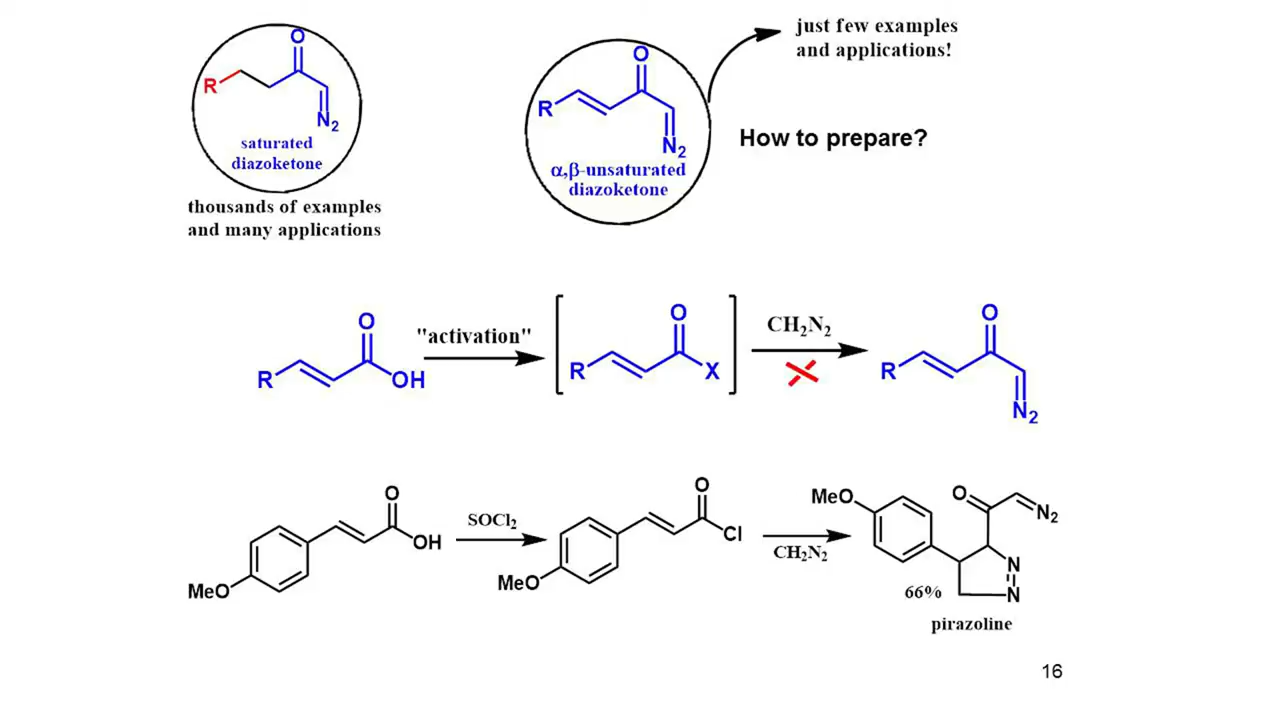 just few examples
and applications!
O
R
N2
saturated
diazoketone
thousands of examples
and many applications
O
R
N2
α,β-unsaturated
diazoketone
How to prepare?
R
O
OH
"activation"
R
O
X
CH2N2
R
O
N2
MeO
O
OH
SOCl2
MeO
O
Cl
CH2N2
MeO
O
N2
N
N
66%
pirazoline
16